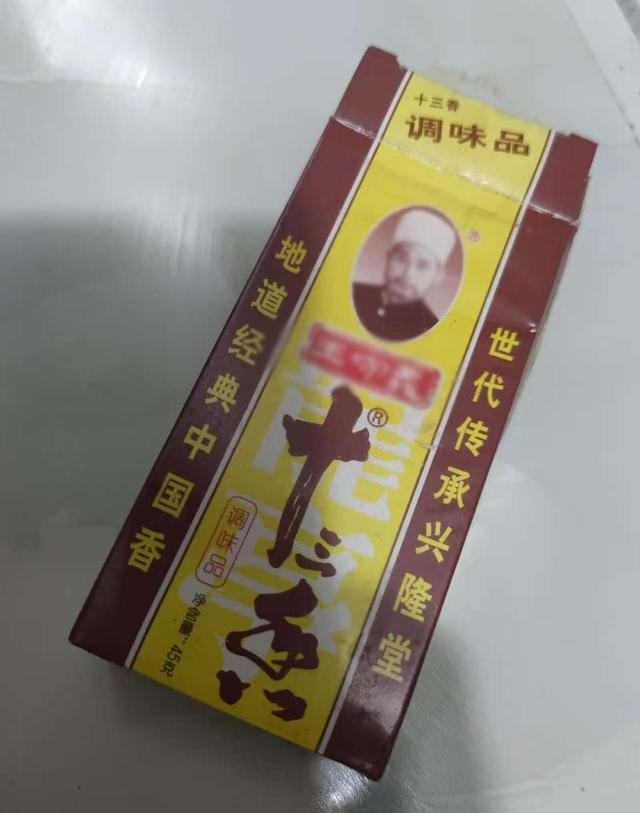 十三香
调味品
®
地道经典中国香
世代传承兴隆堂
®
十三香
调味品
净含量:45克